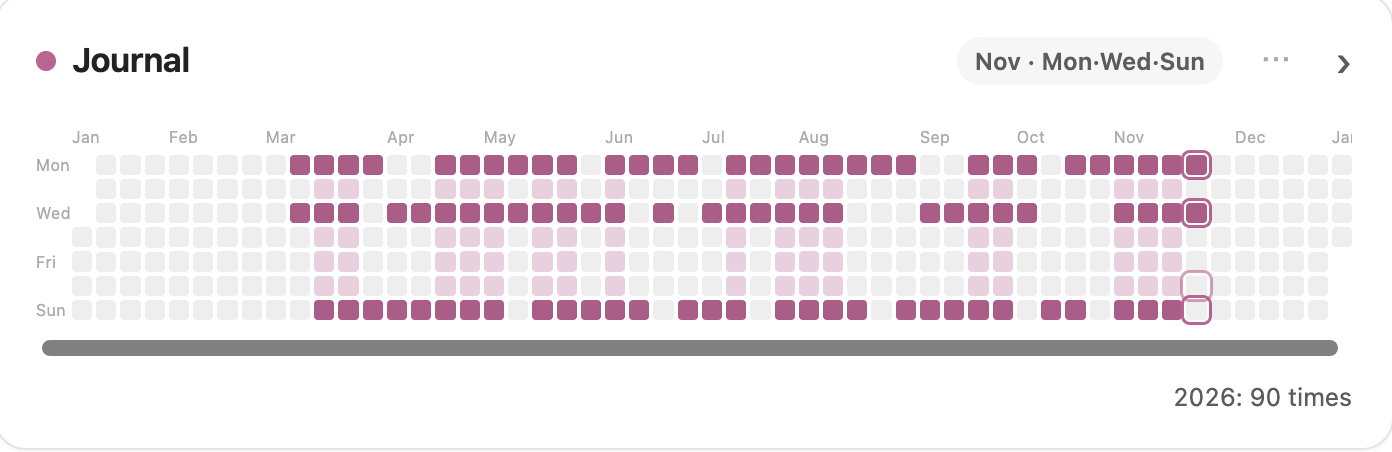 Journal
Nov · Mon·Wed·Sun
...
›
Jan Feb Mar Apr May Jun Jul Aug Sep Oct Nov Dec Jar
Mon
Wed
Fri
Sun
2026: 90 times